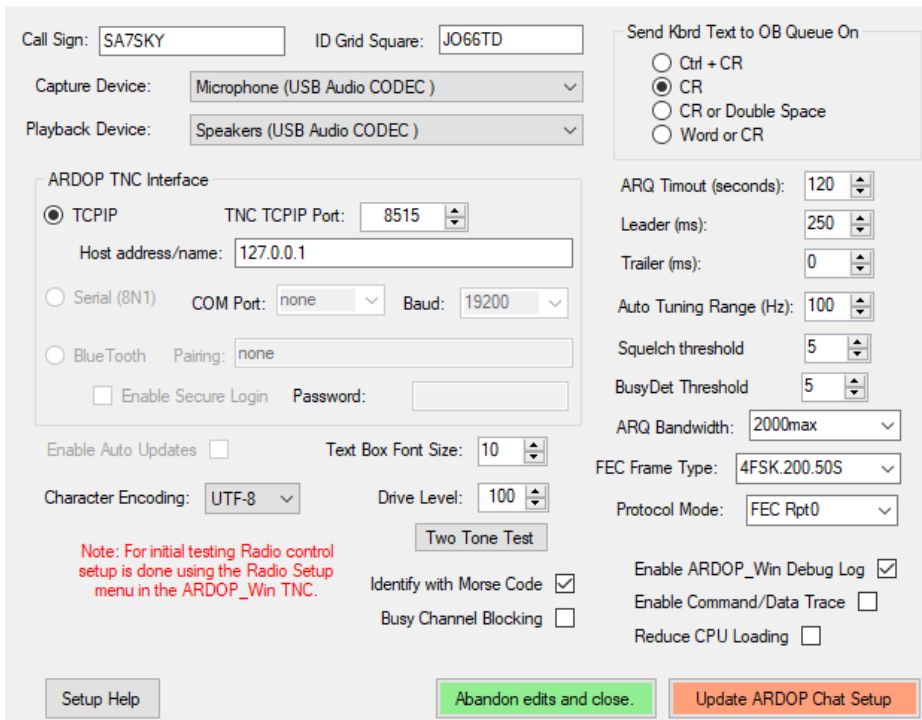 Call Sign: SA7SKY ID Grid Square: JO66TD
Capture Device: Microphone (USB Audio CODEC )
Playback Device: Speakers (USB Audio CODEC )
Send Kbrd Text to OB Queue On
Ctrl + CR
CR
CR or Double Space
Word or CR
ARDOP TNC Interface
TCPIP TNC TCPIP Port: 8515
Host address/name: 127.0.0.1
Serial (8N1) COM Port: none Baud: 19200
BlueTooth Pairing: none
Enable Secure Login Password:
ARQ Timout (seconds): 120
Leader (ms): 250
Trailer (ms): 0
Auto Tuning Range (Hz): 100
Squelch threshold 5
BusyDet Threshold 5
ARQ Bandwidth: 2000max
FEC Frame Type: 4FSK.200.50S
Protocol Mode: FEC Rpt0
Enable Auto Updates Text Box Font Size: 10
Character Encoding: UTF-8 Drive Level: 100
Two Tone Test
Note: For initial testing Radio control
setup is done using the Radio Setup
menu in the ARDOP_Win TNC.
Identify with Morse Code
Busy Channel Blocking
Enable ARDOP_Win Debug Log
Enable Command/Data Trace
Reduce CPU Loading
Setup Help Abandon edits and close. Update ARDOP Chat Setup